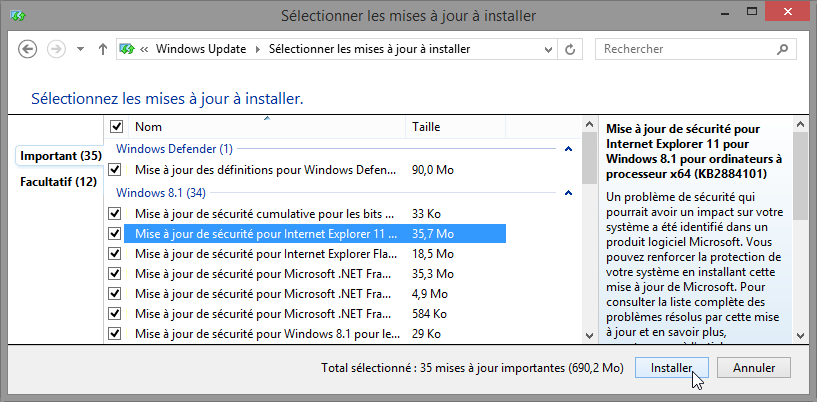 Sélectionner les mises à jour à installer
Windows Update Sélectionner les mises à jour à installer
Rechercher
Sélectionnez les mises à jour à installer.
Important (35)
Facultatif (12)
Nom Taille
Windows Defender (1)
Mise à jour des définitions pour Windows Defen... 90,0 Mo
Windows 8.1 (34)
Mise à jour de sécurité cumulative pour les bits ... 33 Ko
Mise à jour de sécurité pour Internet Explorer 11 ... 35,7 Mo
Mise à jour de sécurité pour Internet Explorer Fla... 18,5 Mo
Mise à jour de sécurité pour Microsoft .NET Fra... 35,3 Mo
Mise à jour de sécurité pour Microsoft .NET Fra... 4,9 Mo
Mise à jour de sécurité pour Microsoft .NET Fra... 584 Ko
Mise à jour de sécurité pour Windows 8.1 pour le... 29 Ko
Mise à jour de sécurité pour
Internet Explorer 11 pour
Windows 8.1 pour ordinateurs à
processeur x64 (KB2884101)
Un problème de sécurité qui
pourrait avoir un impact sur votre
système a été identifié dans un
produit logiciel Microsoft. Vous
pouvez renforcer la protection de
votre système en installant cette
mise à jour de Microsoft. Pour
consulter la liste complète des
problèmes résolus par cette mise
à jour et en savoir plus,
Total sélectionné : 35 mises à jour importantes (690,2 Mo)
Installer
Annuler